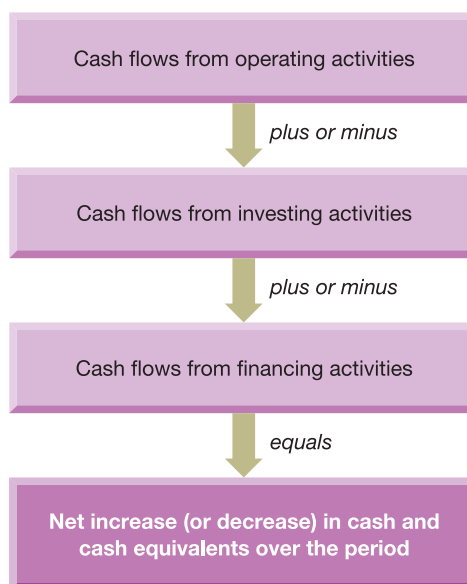 Cash flows from operating activities
plus or minus
Cash flows from investing activities
plus or minus
Cash flows from financing activities
equals
Net increase (or decrease) in cash and
cash equivalents over the period